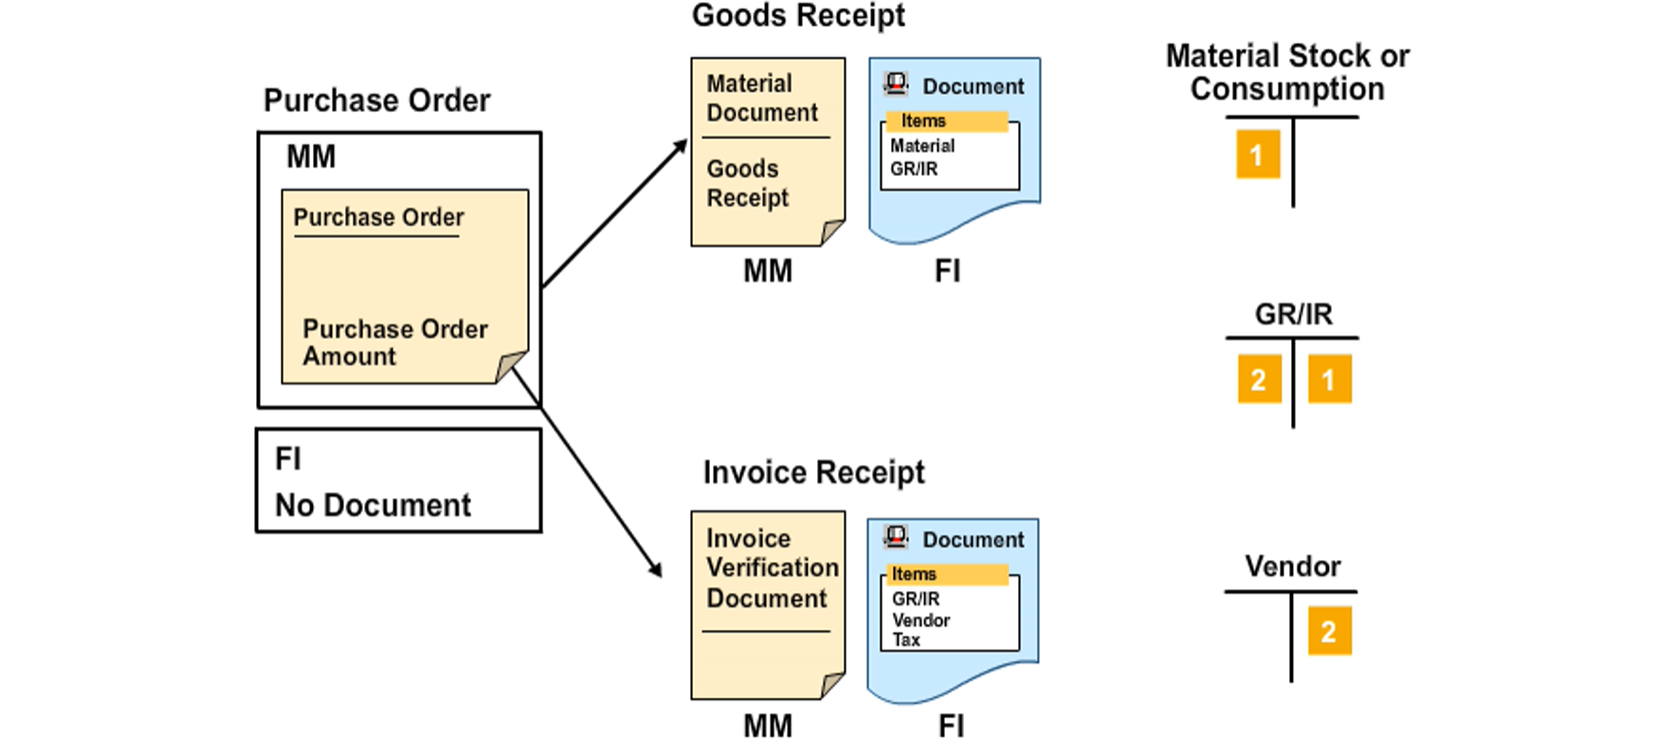 Purchase Order
MM
Purchase Order
Purchase Order
Amount
FI
No Document
Goods Receipt
Material
Document
Goods
Receipt
MM
Document
Items
Material
GR/IR
FI
Invoice Receipt
Invoice
Verification
Document
MM
Document
Items
GR/IR
Vendor
Tax
FI
Material Stock or
Consumption
1
GR/IR
2 1
Vendor
2